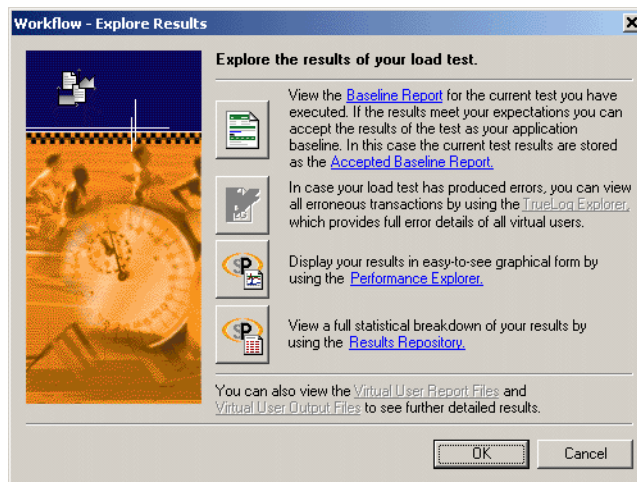 Workflow - Explore Results
Explore the results of your load test.
View the Baseline Report for the current test you have
executed. If the results meet your expectations you can
accept the results of the test as your application
baseline. In this case the current test results are stored
as the Accepted Baseline Report.
In case your load test has produced errors, you can view
all erroneous transactions by using the TrueLog Explorer,
which provides full error details of all virtual users.
Display your results in easy-to-see graphical form by
using the Performance Explorer.
View a full statistical breakdown of your results by
using the Results Repository.
You can also view the Virtual User Report Files and
Virtual User Output Files to see further detailed results.
OK
Cancel